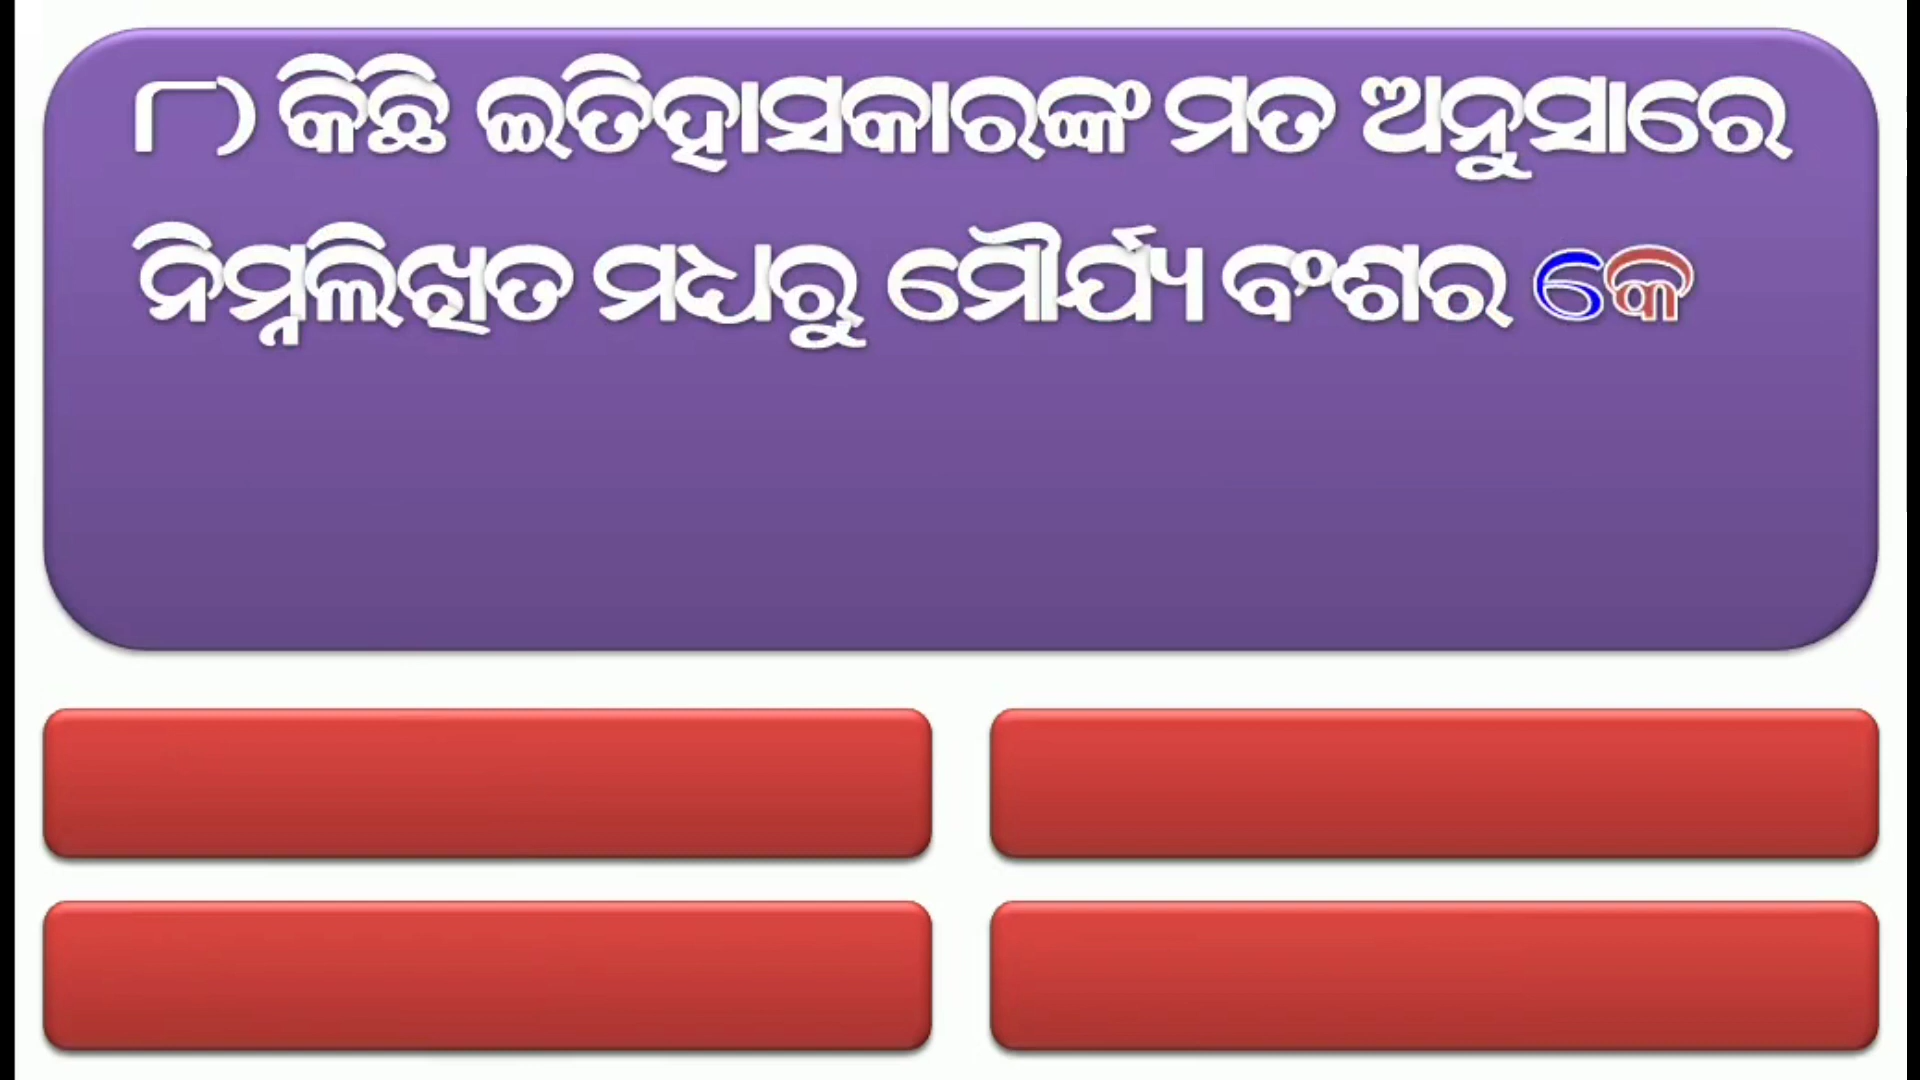 ୮) କିଛି ଇତିହାସକାରଙ୍କ ମତ ଅନୁସାରେ
ନିମ୍ନଲିଖିତ ମଧ୍ୟରୁ ମୌର୍ଯ୍ୟ ବଂଶର କେ